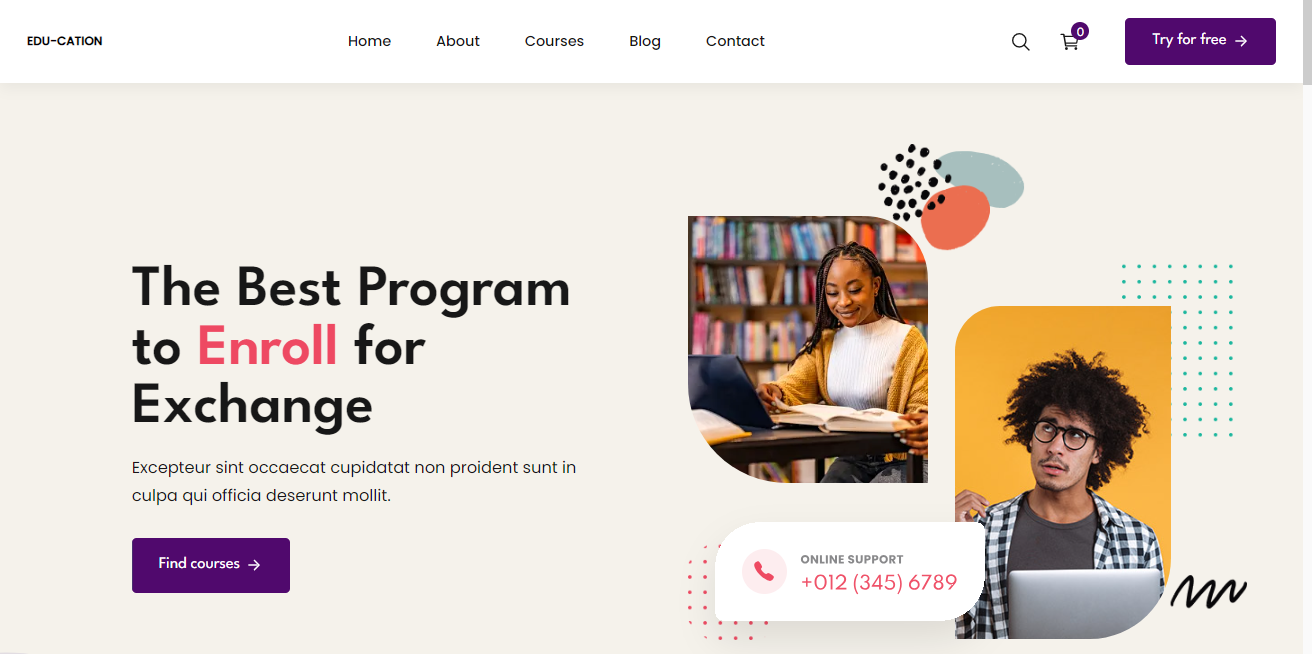 EDU-CATION
Home
About
Courses
Blog
Contact
0
Try for free
The Best Program
to Enroll for
Exchange
Excepteur sint occaecat cupidatat non proident sunt in
culpa qui officia deserunt mollit.
Find courses
ONLINE SUPPORT
+012 (345) 6789